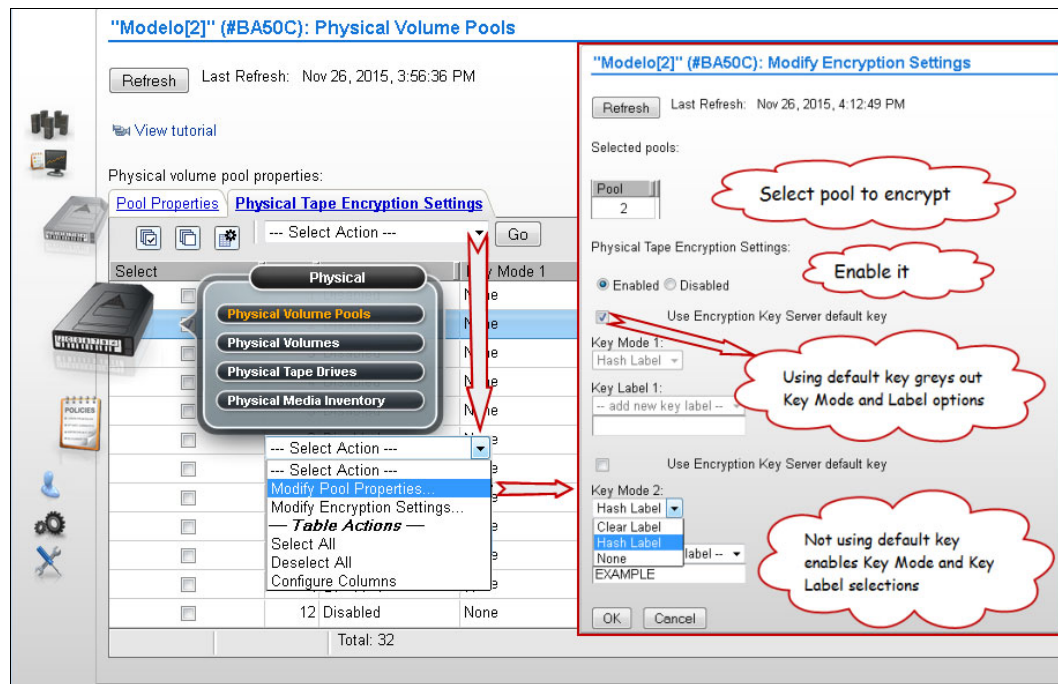 "Modelo[2]" (#BA50C): Physical Volume Pools
Refresh Last Refresh: Nov 26, 2015, 3:56:36 PM
View tutorial
Physical volume pool properties:
Pool Properties Physical Tape Encryption Settings
--- Select Action --- Go
Select Key Mode 1
Physical
Physical Volume Pools
Physical Volumes
Physical Tape Drives
Physical Media Inventory
None
None
POLICIES
--- Select Action ---
--- Select Action ---
Modify Pool Properties...
Modify Encryption Settings...
— Table Actions —
Select All
Deselect All
Configure Columns
12 Disabled None
Total: 32
"Modelo[2]" (#BA50C): Modify Encryption Settings
Refresh Last Refresh: Nov 26, 2015, 4:12:49 PM
Selected pools:
Pool
2
Select pool to encrypt
Physical Tape Encryption Settings:
Enabled Disabled
Enable it
Use Encryption Key Server default key
Key Mode 1:
Hash Label
Key Label 1:
-- add new key label --
Using default key greys out
Key Mode and Label options
Use Encryption Key Server default key
Key Mode 2:
Hash Label
Clear Label
Hash Label
None
label --
EXAMPLE
Not using default key
enables Key Mode and Key
Label selections
OK Cancel